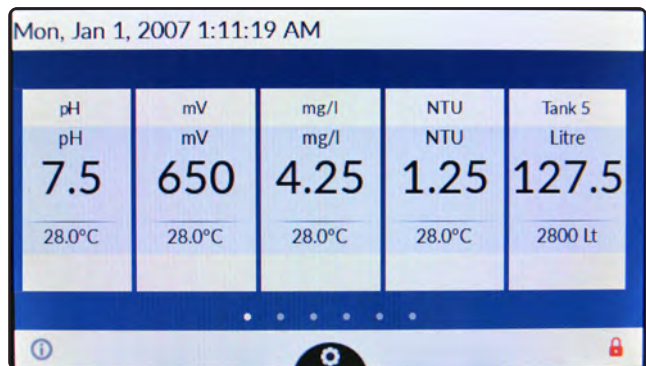 Mon, Jan 1, 2007 1:11:19 AM
pH mV mg/l NTU Tank 5
pH mV mg/l NTU Litre
7.5 650 4.25 1.25 127.5
28.0°C 28.0°C 28.0°C 28.0°C 2800 Lt